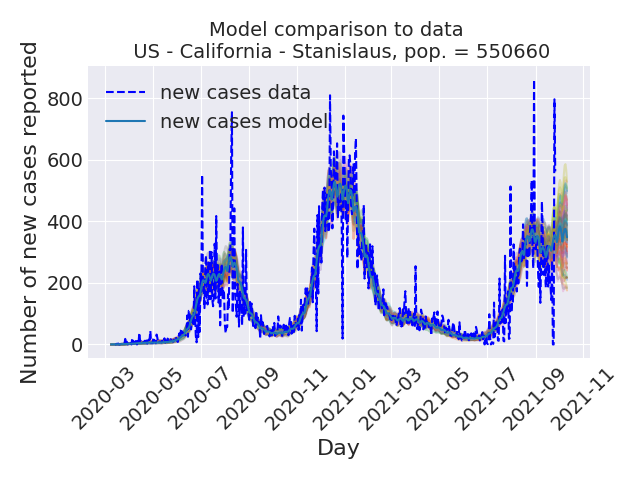 Model comparison to data
US - California - Stanislaus, pop. = 550660
Number of new cases reported
800
600
400
200
0
new cases data
new cases model
2020-03
2020-05
2020-07
2020-09
2020-11
2021-01
2021-03
2021-05
2021-07
2021-09
2021-11
Day